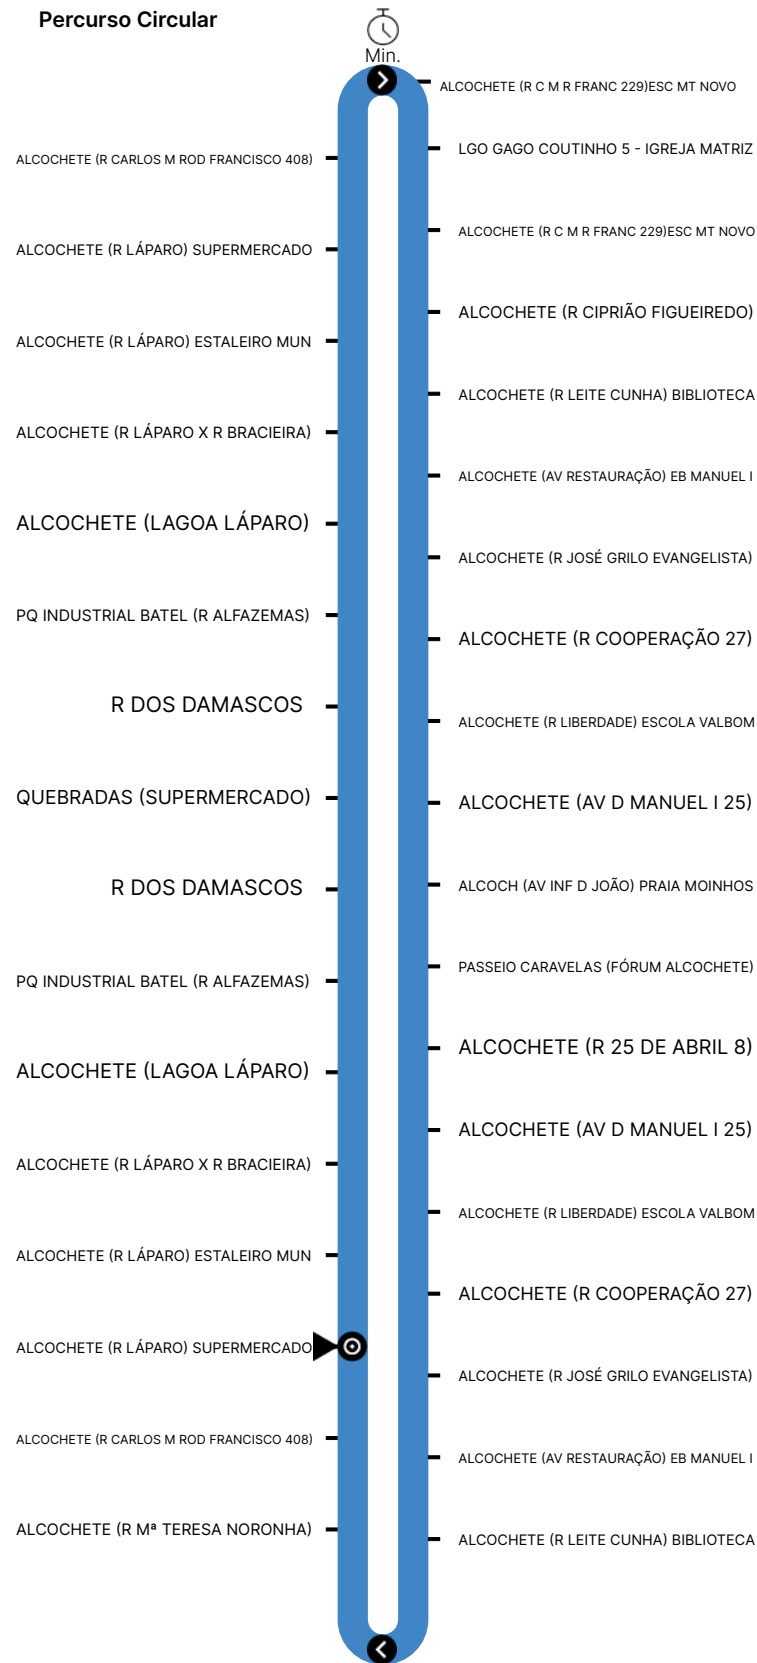 Percurso Circular
Min.
ALCOCHETE (R C M R FRANC 229)ESC MT NOVO
LGO GAGO COUTINHO 5 - IGREJA MATRIZ
ALCOCHETE (R C M R FRANC 229)ESC MT NOVO
ALCOCHETE (R CIPRIÃO FIGUEIREDO)
ALCOCHETE (R LEITE CUNHA) BIBLIOTECA
ALCOCHETE (AV RESTAURAÇÃO) EB MANUEL I
ALCOCHETE (R JOSÉ GRILO EVANGELISTA)
ALCOCHETE (R COOPERAÇÃO 27)
ALCOCHETE (R LIBERDADE) ESCOLA VALBOM
ALCOCHETE (AV D MANUEL I 25)
ALCOCH (AV INF D JOÃO) PRAIA MOINHOS
PASSEIO CARAVELAS (FÓRUM ALCOCHETE)
ALCOCHETE (R 25 DE ABRIL 8)
ALCOCHETE (AV D MANUEL I 25)
ALCOCHETE (R LIBERDADE) ESCOLA VALBOM
ALCOCHETE (R COOPERAÇÃO 27)
ALCOCHETE (R JOSÉ GRILO EVANGELISTA)
ALCOCHETE (AV RESTAURAÇÃO) EB MANUEL I
ALCOCHETE (R LEITE CUNHA) BIBLIOTECA
ALCOCHETE (R CARLOS M ROD FRANCISCO 408)
ALCOCHETE (R LÁPARO) SUPERMERCADO
ALCOCHETE (R LÁPARO) ESTALEIRO MUN
ALCOCHETE (R LÁPARO X R BRACIEIRA)
ALCOCHETE (LAGOA LÁPARO)
PQ INDUSTRIAL BATEL (R ALFAZEMAS)
R DOS DAMASCOS
QUEBRADAS (SUPERMERCADO)
R DOS DAMASCOS
PQ INDUSTRIAL BATEL (R ALFAZEMAS)
ALCOCHETE (LAGOA LÁPARO)
ALCOCHETE (R LÁPARO X R BRACIEIRA)
ALCOCHETE (R LÁPARO) ESTALEIRO MUN
ALCOCHETE (R LÁPARO) SUPERMERCADO
ALCOCHETE (R CARLOS M ROD FRANCISCO 408)
ALCOCHETE (R Mª TERESA NORONHA)